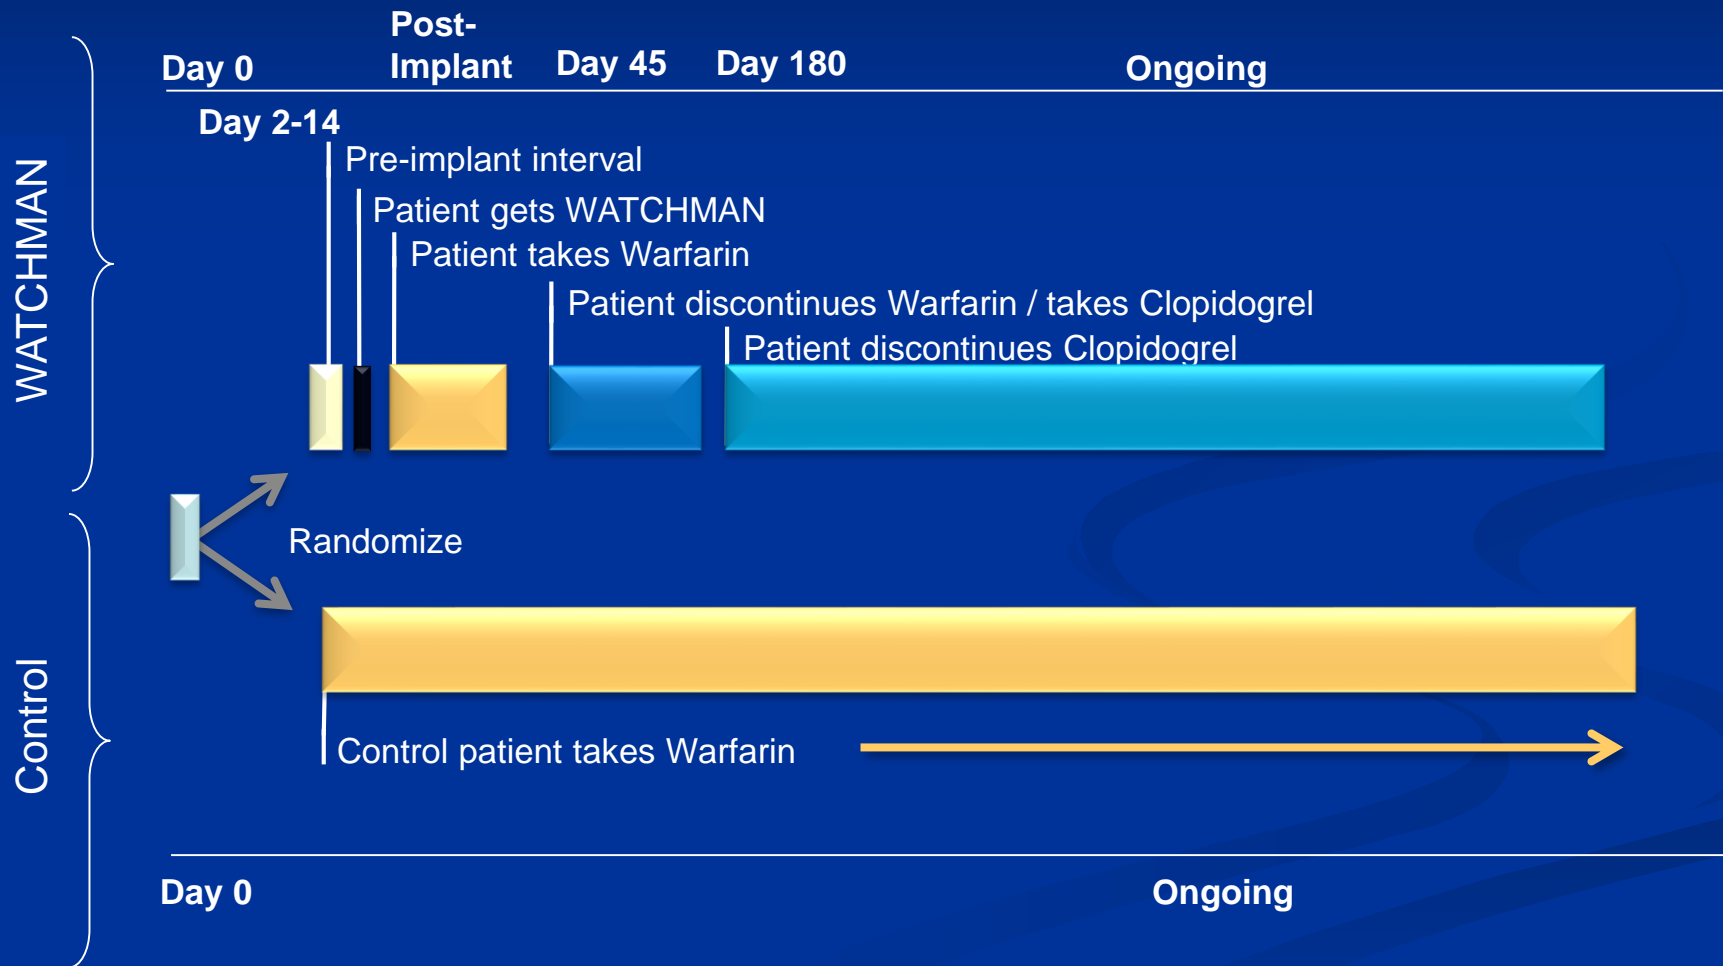 WATCHMAN
Day 0
Post-
Implant
Day 45
Day 180
Ongoing
Day 2-14
Pre-implant interval
Patient gets WATCHMAN
Patient takes Warfarin
Patient discontinues Warfarin / takes Clopidogrel
Patient discontinues Clopidogrel
Randomize
Control
Control patient takes Warfarin
Day 0
Ongoing